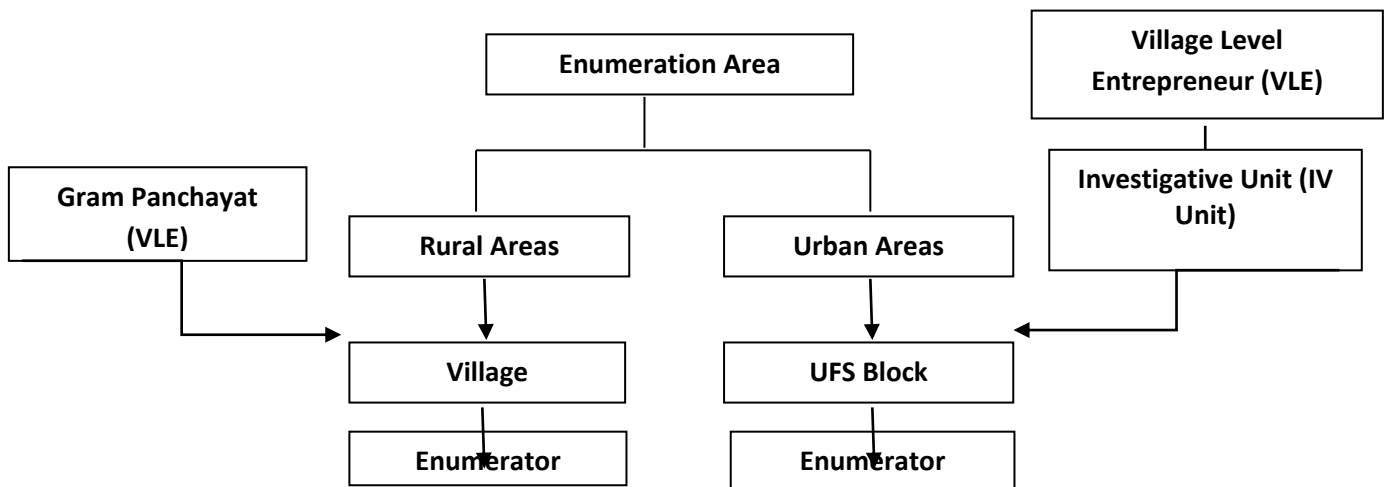 Village Level
Entrepreneur (VLE)
Enumeration Area
Gram Panchayat
(VLE)
Investigative Unit (IV
Unit)
Rural Areas
Urban Areas
Village
UFS Block
Enumerator
Enumerator